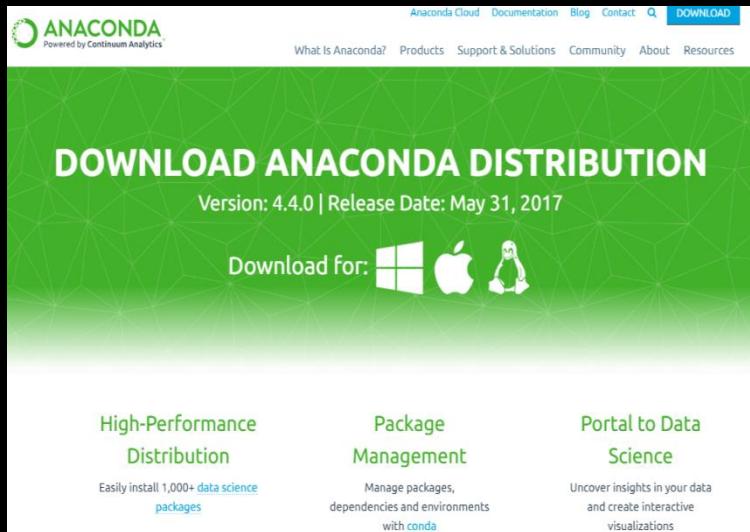 Anaconda Cloud Documentation Blog Contact DOWNLOAD
ANACONDA
Powered by Continuum Analytics
What Is Anaconda? Products Support & Solutions Community About Resources
DOWNLOAD ANACONDA DISTRIBUTION
Version: 4.4.0 | Release Date: May 31, 2017
Download for:
High-Performance
Distribution
Easily install 1,000+ data science
packages
Package
Management
Manage packages,
dependencies and environments
with conda
Portal to Data
Science
Uncover insights in your data
and create interactive
visualizations